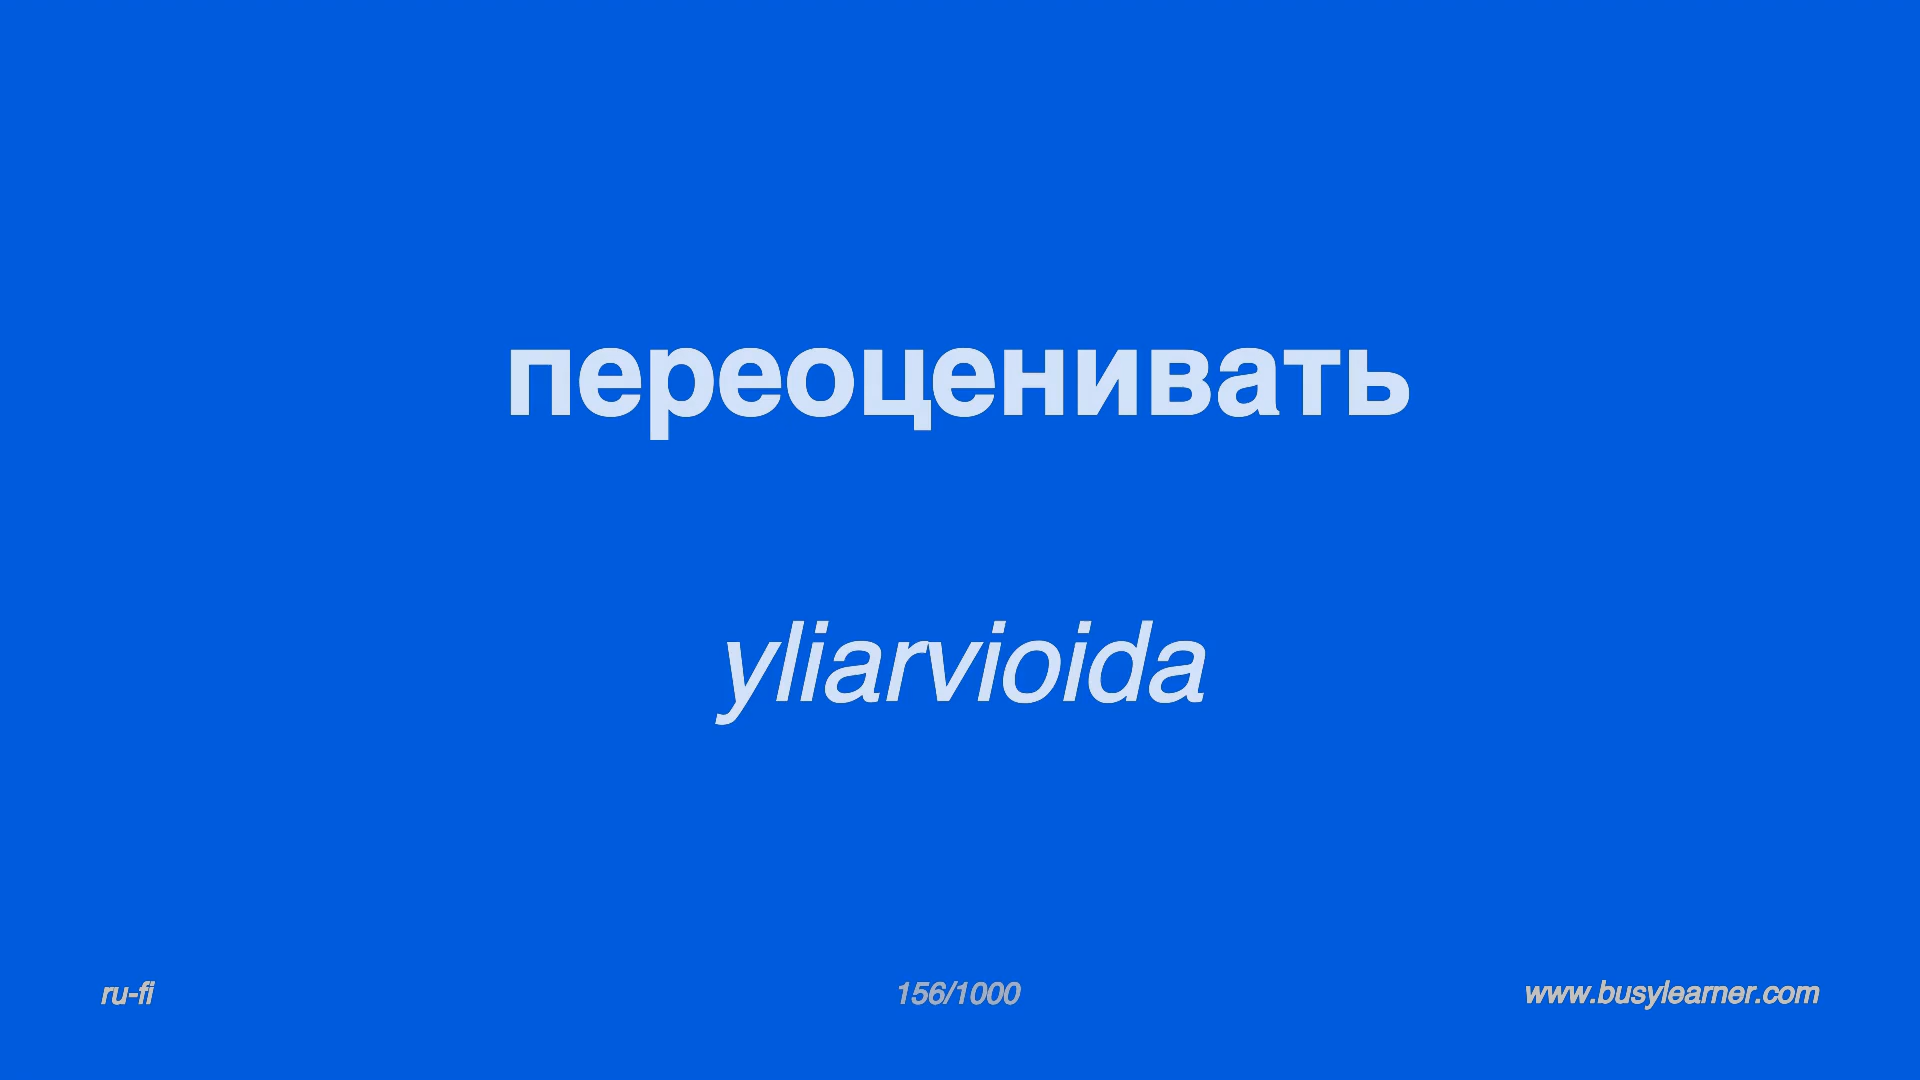 переоценивать
yliarvioida
ru-fi
156/1000
www.busylearner.com